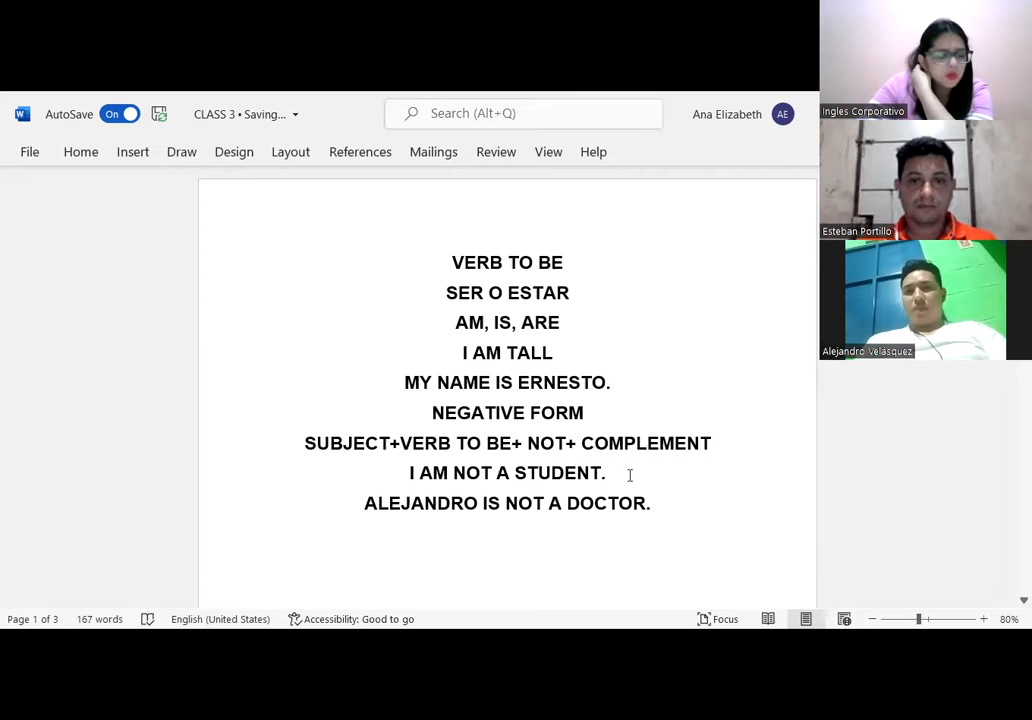 AutoSave On CLASS 3 • Saving... Search (Alt+Q) Ana Elizabeth AE
File Home Insert Draw Design Layout References Mailings Review View Help
VERB TO BE
SER O ESTAR
AM, IS, ARE
I AM TALL
MY NAME IS ERNESTO.
NEGATIVE FORM
SUBJECT+VERB TO BE+ NOT+ COMPLEMENT
I AM NOT A STUDENT.
ALEJANDRO IS NOT A DOCTOR.
Page 1 of 3 167 words English (United States) Accessibility: Good to go Focus 80%
Ingles Corporativo
Esteban Portillo
Alejandro Velásquez